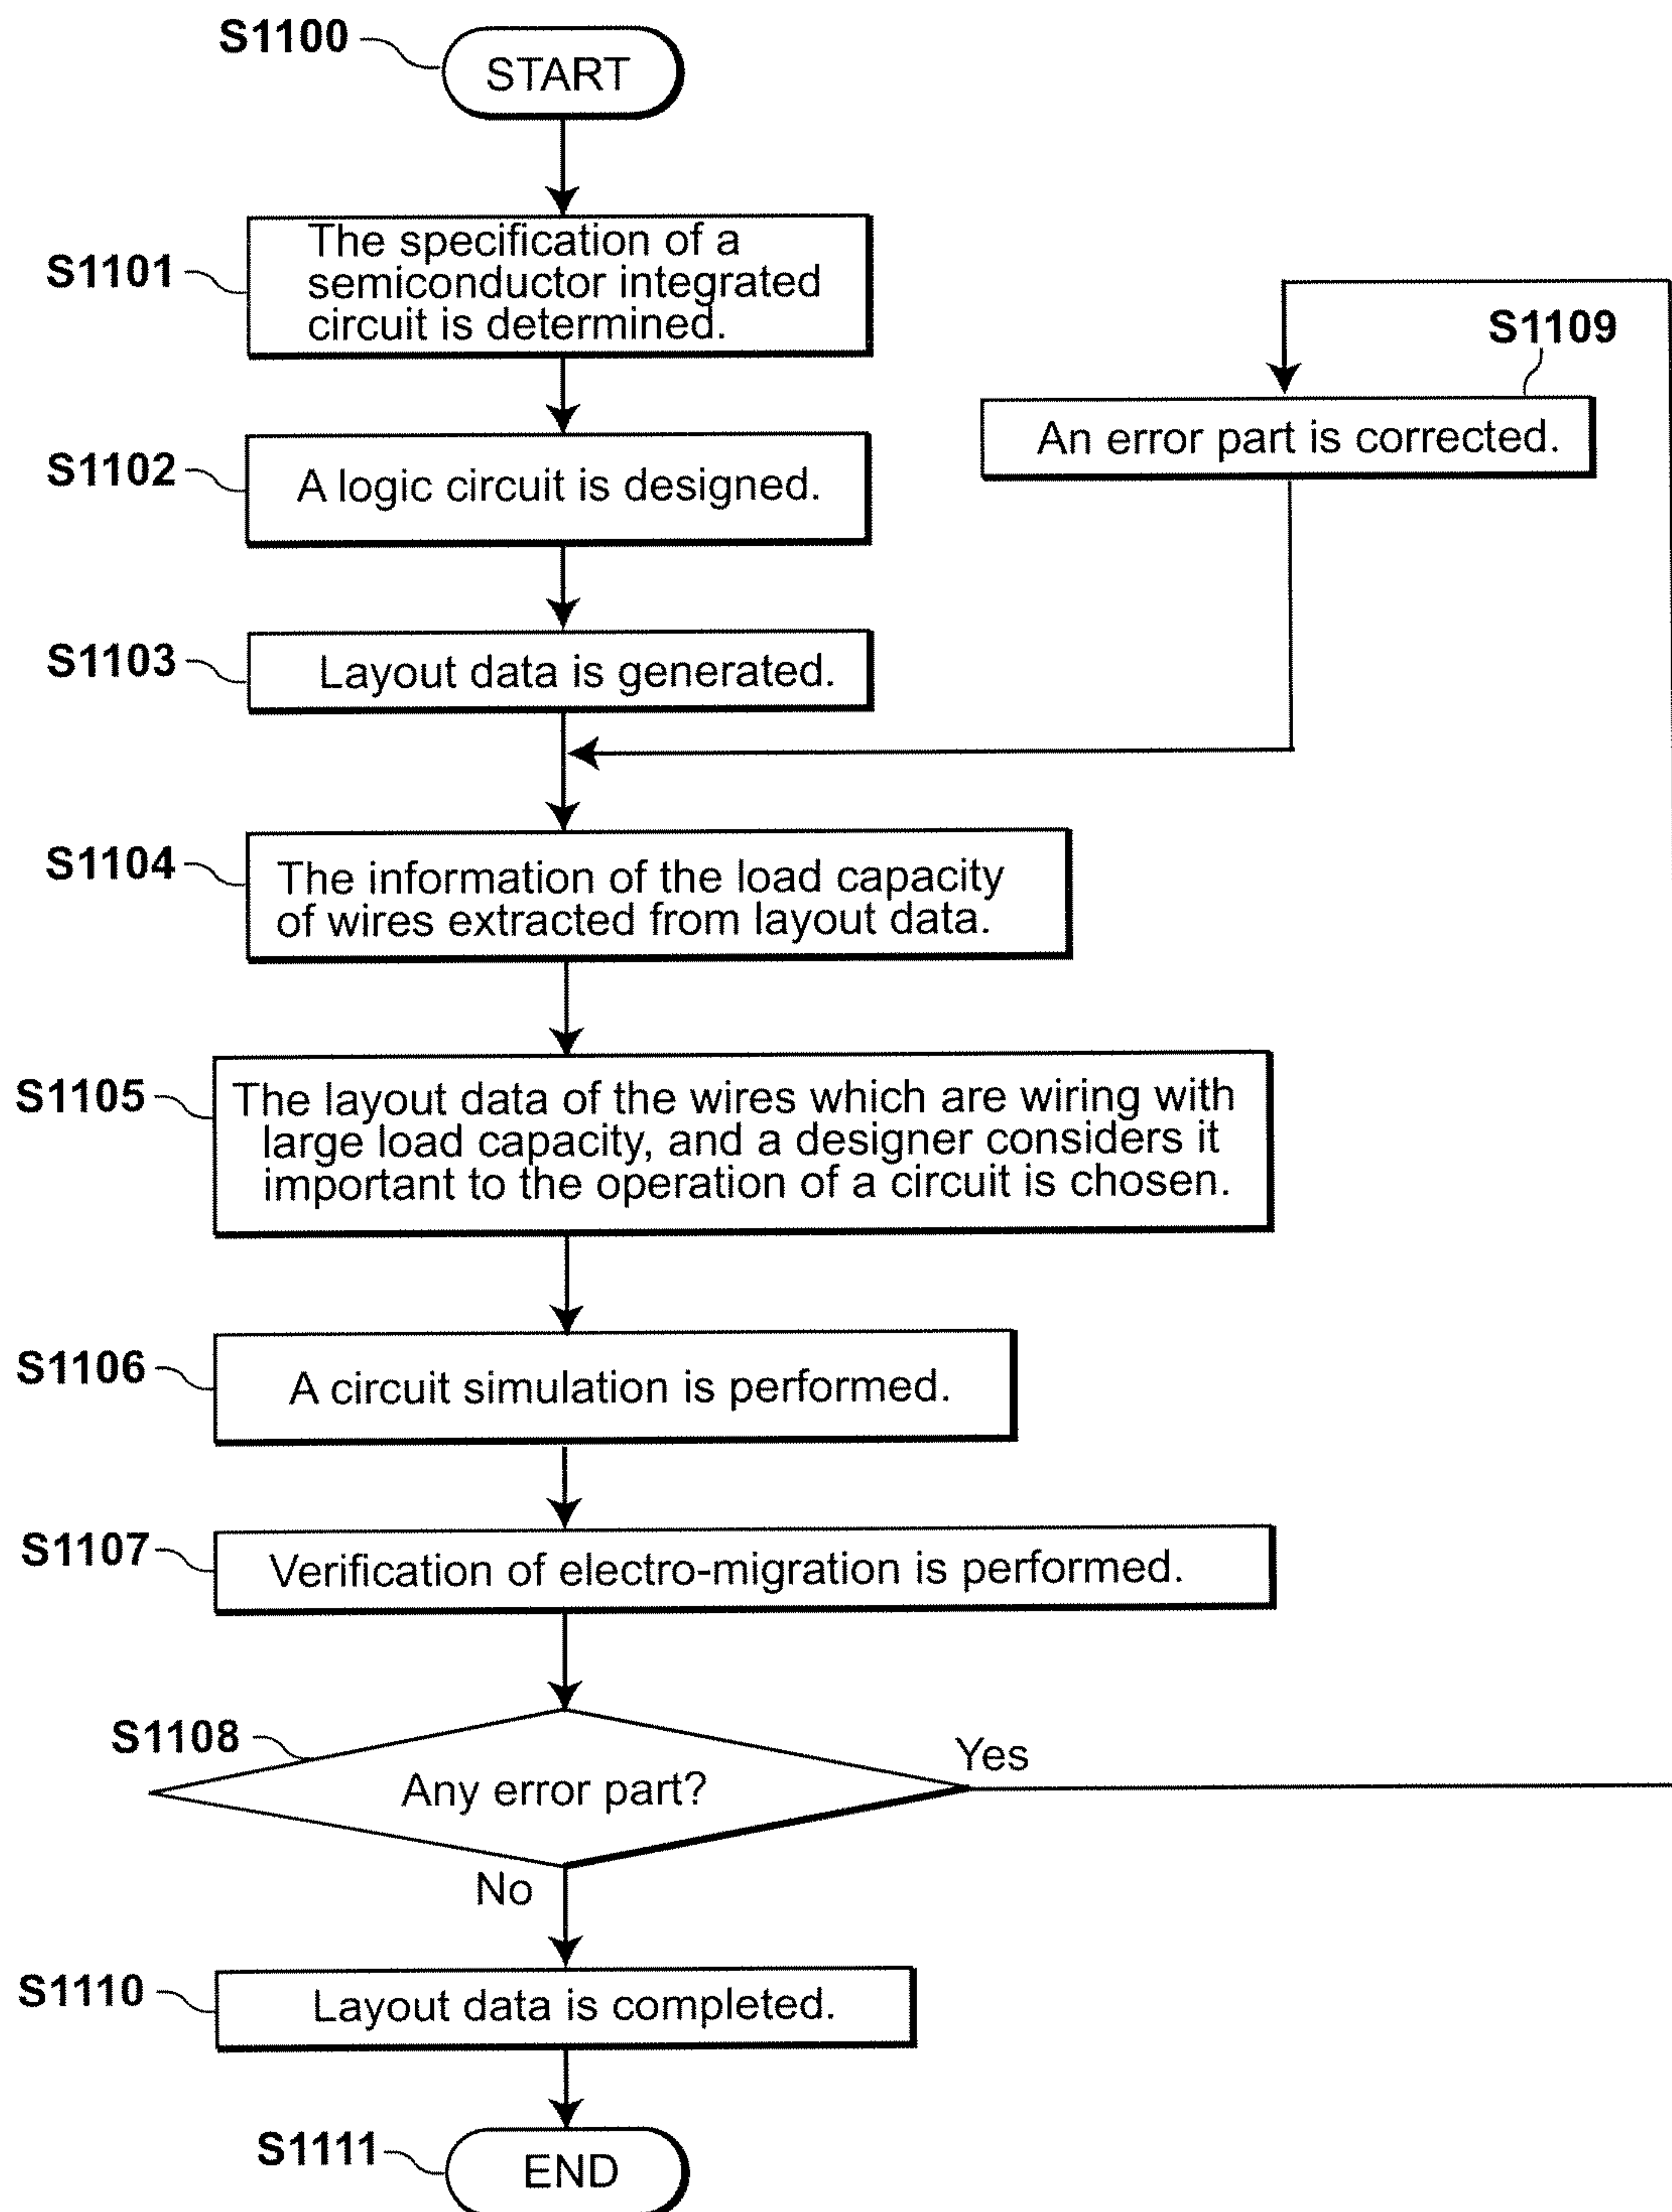 S1100
START
S1101
The specification of a
semiconductor integrated
circuit is determined.
S1109
An error part is corrected.
S1102
A logic circuit is designed.
S1103
Layout data is generated.
S1104
The information of the load capacity
of wires extracted from layout data.
S1105
The layout data of the wires which are wiring with
large load capacity, and a designer considers it
important to the operation of a circuit is chosen.
S1106
A circuit simulation is performed.
S1107
Verification of electro-migration is performed.
S1108
Any error part?
Yes
No
S1110
Layout data is completed.
S1111
END